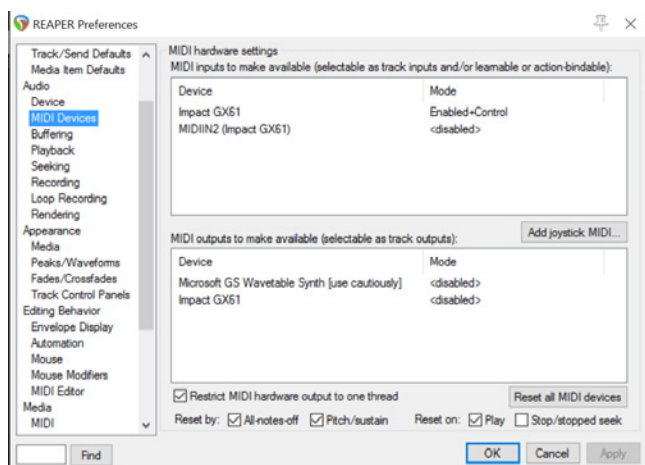 REAPER Preferences
Track/Send Defaults
Media Item Defaults
Audio
Device
MIDI Devices
Buffering
Playback
Seeking
Recording
Loop Recording
Rendering
Appearance
Media
Peaks/Waveforms
Fades/Crossfades
Track Control Panels
Editing Behavior
Envelope Display
Automation
Mouse
Mouse Modifiers
MIDI Editor
Media
MIDI
Find
MIDI hardware settings
MIDI inputs to make available (selectable as track inputs and/or learnable or action-bindable):
Device Mode
Impact GX61 Enabled+Control
MIDIIN2 (Impact GX61) <disabled>
Add joystick MIDI...
MIDI outputs to make available (selectable as track outputs):
Device Mode
Microsoft GS Wavetable Synth [use cautiously] <disabled>
Impact GX61 <disabled>
Restrict MIDI hardware output to one thread
Reset all MIDI devices
Reset by: All-notes-off Pitch/sustain Reset on: Play Stop/stopped seek
OK Cancel Apply